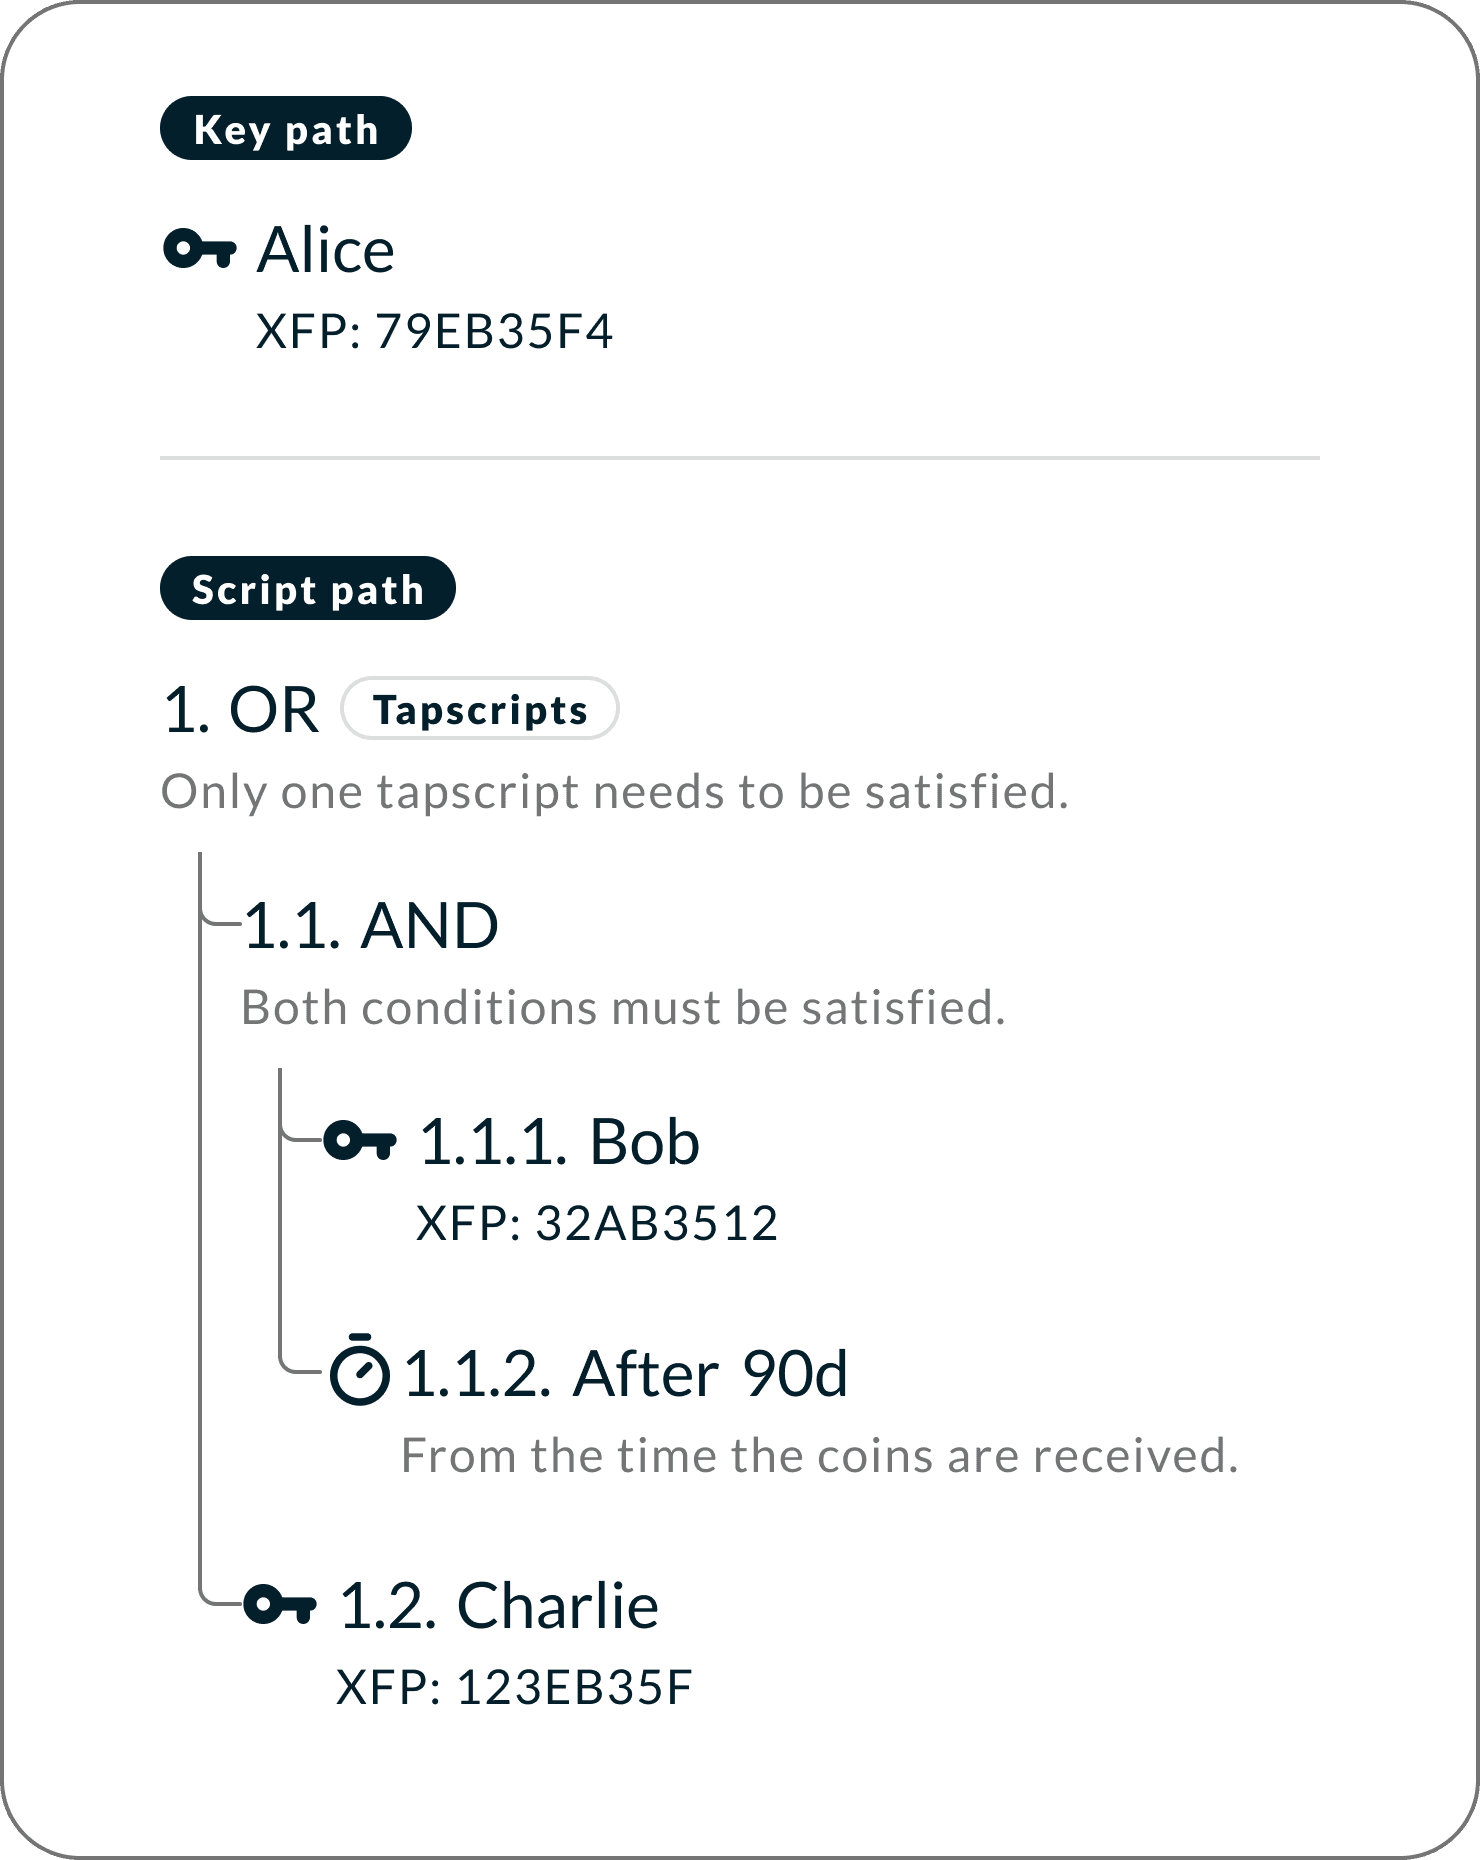 Key path
Alice
XFP: 79EB35F4
Script path
1. OR Tapscripts
Only one tapscript needs to be satisfied.
1.1. AND
Both conditions must be satisfied.
1.1.1. Bob
XFP: 32AB3512
1.1.2. After 90d
From the time the coins are received.
1.2. Charlie
XFP: 123EB35F